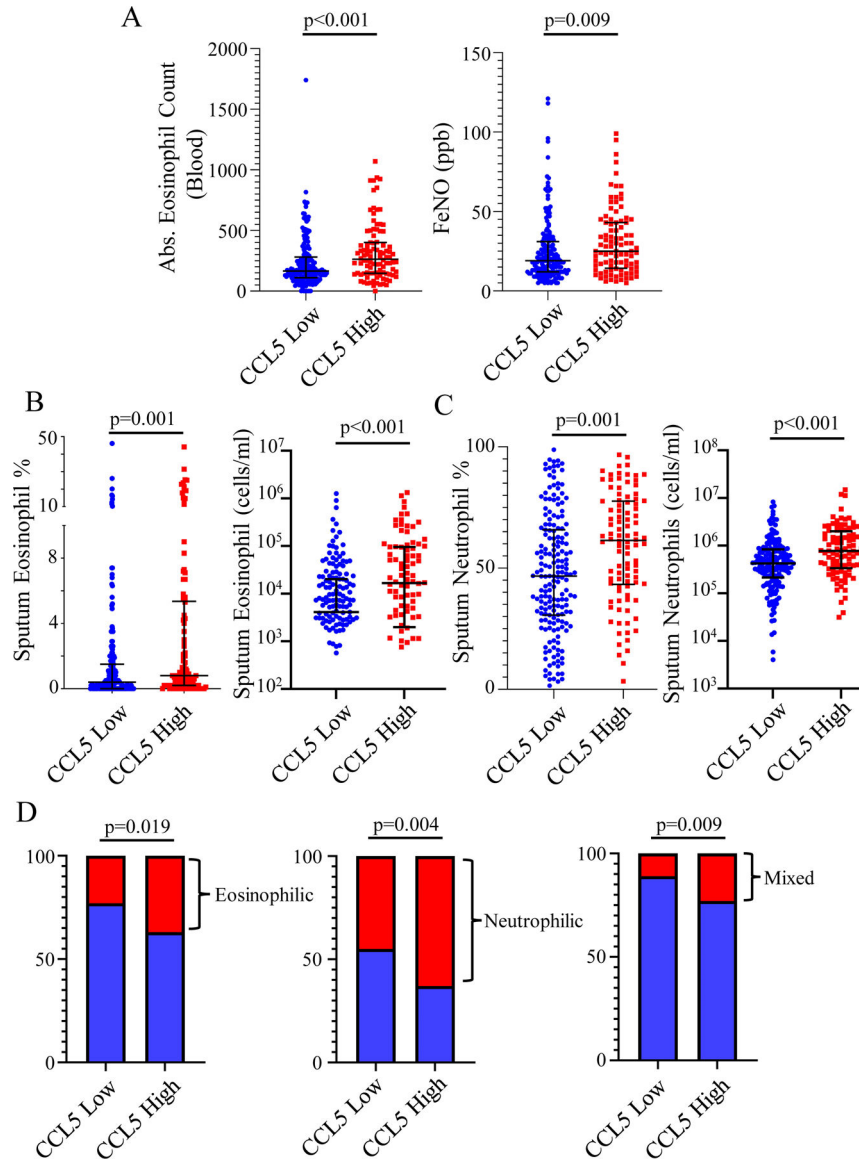 A
p<0.001
Abs. Eosinophil Count
(Blood)
2000
1500
1000
500
0
CCL5 Low
CCL5 High
p=0.009
FeNO (ppb)
150
100
50
0
CCL5 Low
CCL5 High
B
p=0.001
Sputum Eosinophil %
50
10
8
4
0
CCL5 Low
CCL5 High
p<0.001
Sputum Eosinophil (cells/ml)
10⁷
10⁶
10⁵
10⁴
10³
10²
CCL5 Low
CCL5 High
C
p=0.001
Sputum Neutrophil %
100
50
0
CCL5 Low
CCL5 High
p<0.001
Sputum Neutrophils (cells/ml)
10⁸
10⁷
10⁶
10⁵
10⁴
10³
CCL5 Low
CCL5 High
D
p=0.019
100
50
0
Eosinophilic
CCL5 Low
CCL5 High
p=0.004
100
50
0
Neutrophilic
CCL5 Low
CCL5 High
p=0.009
100
50
0
Mixed
CCL5 Low
CCL5 High